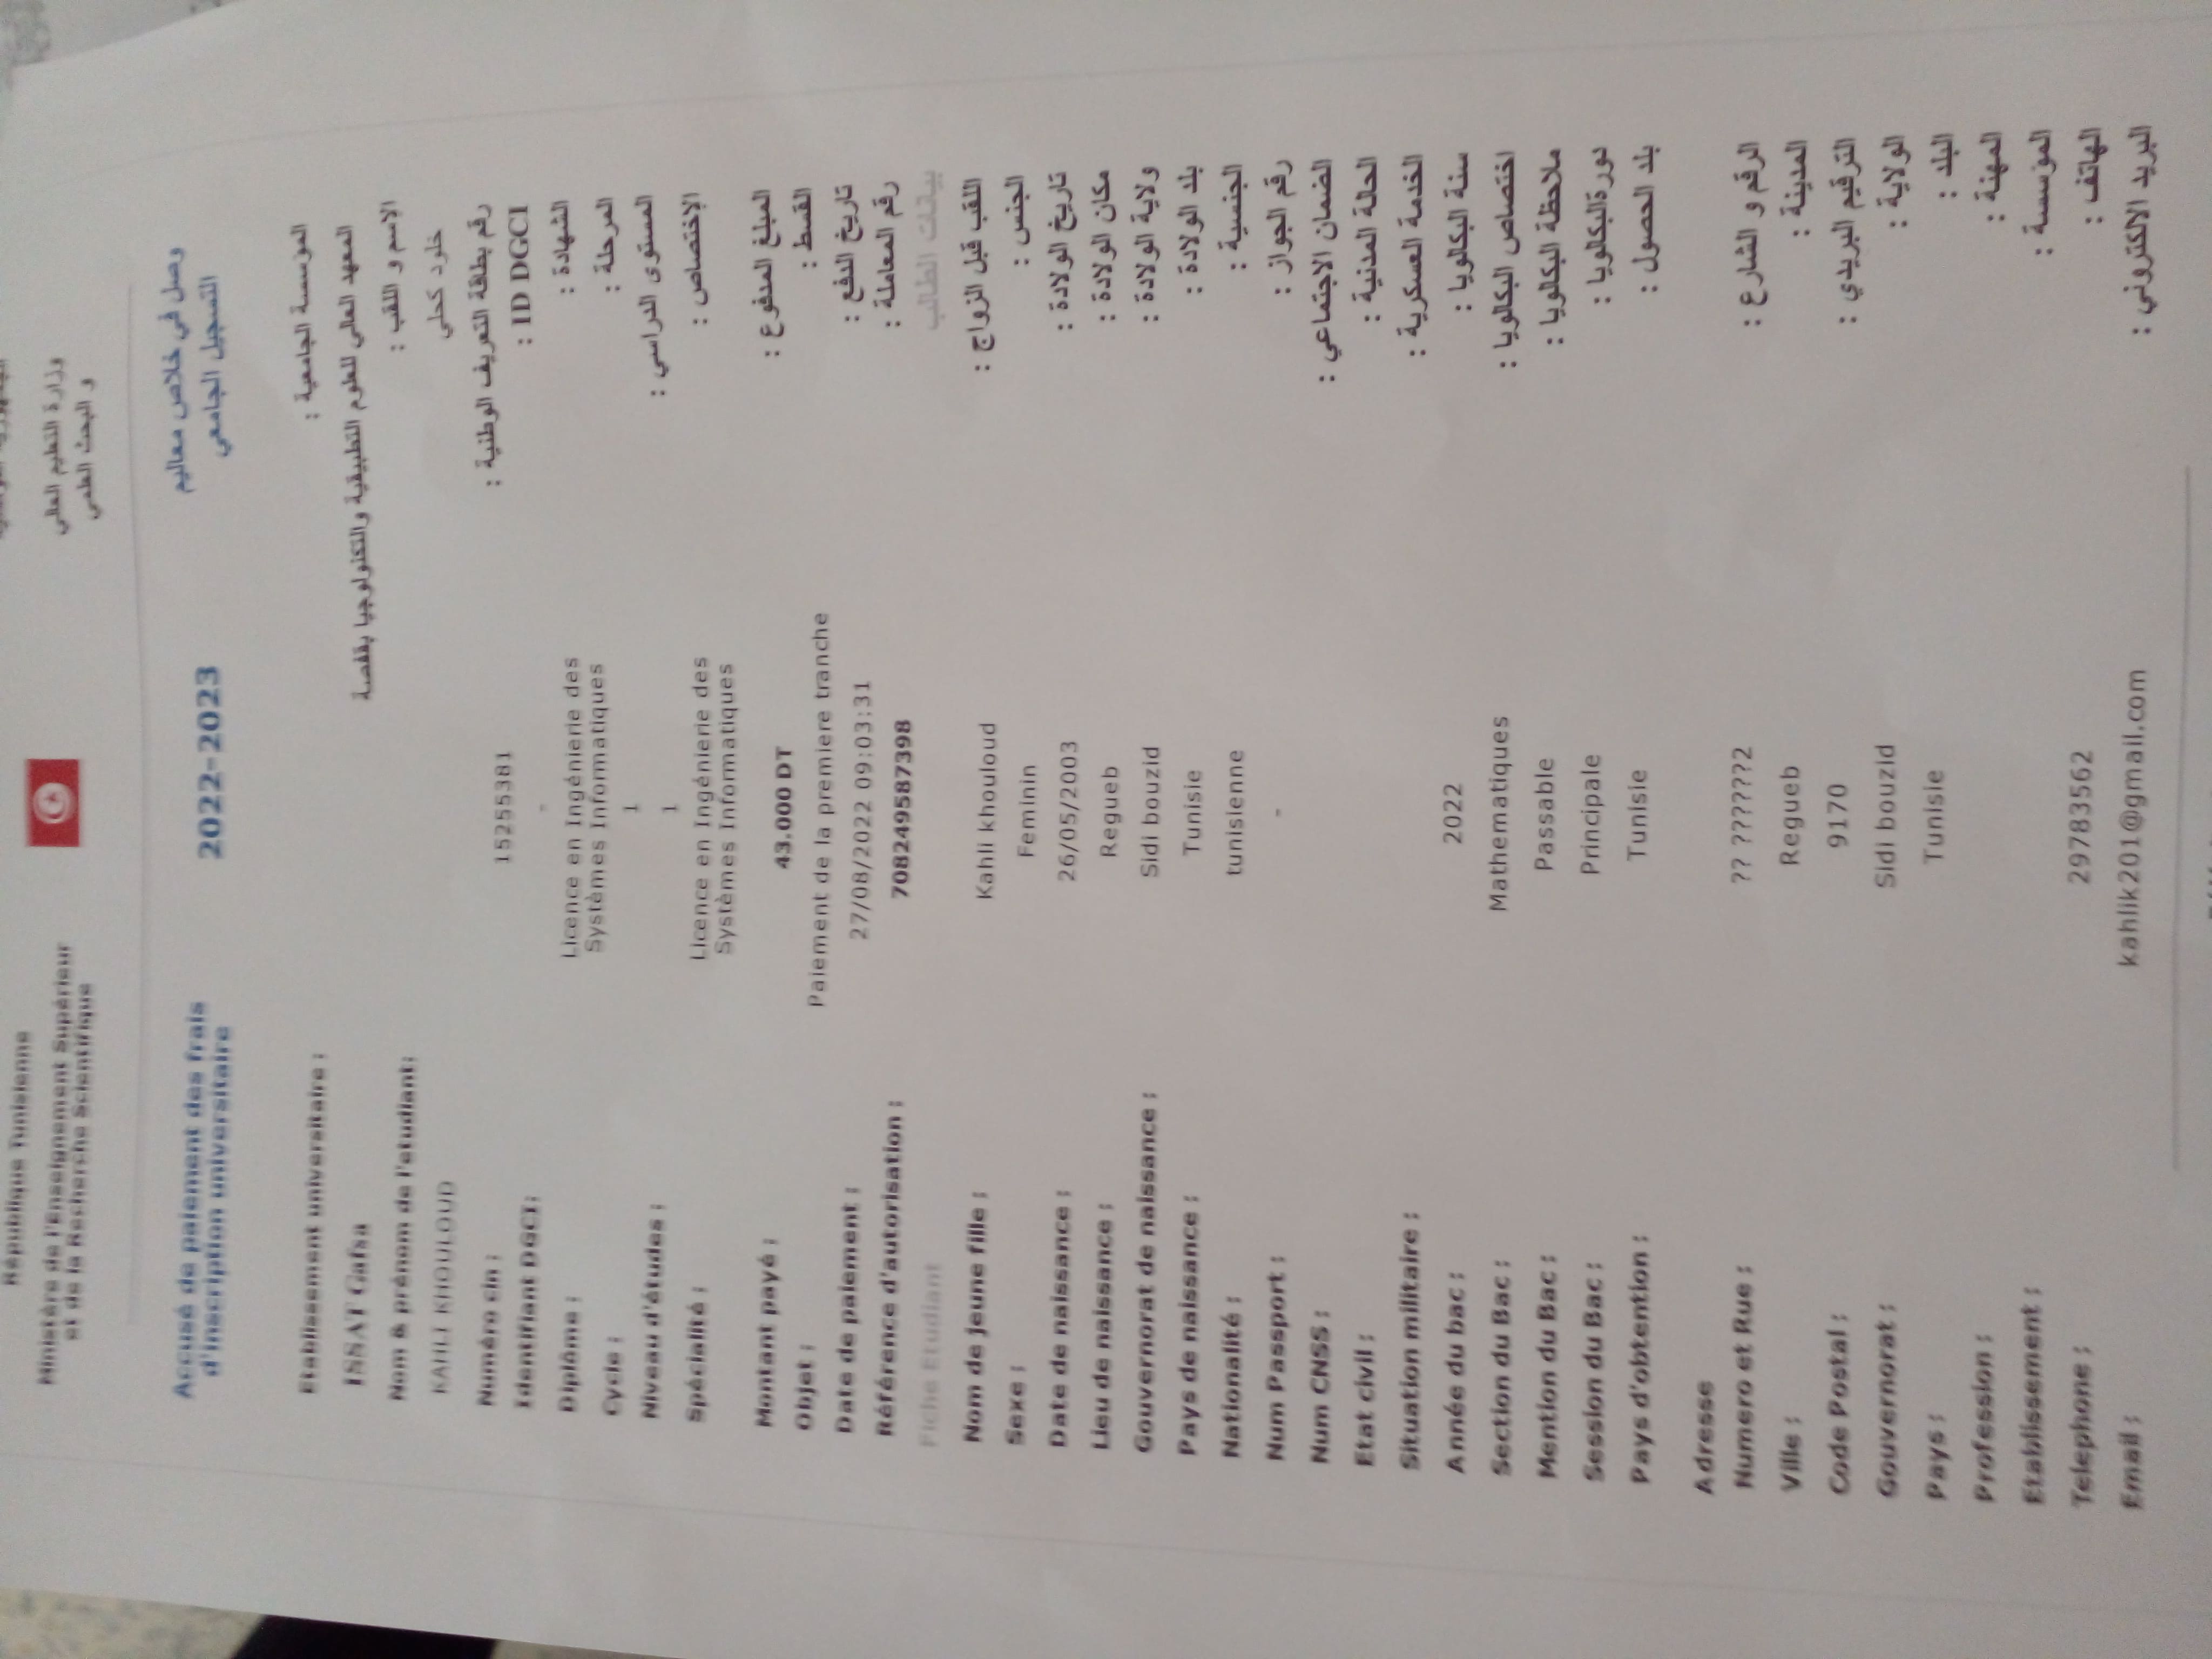 République Tunisienne
Ministère de l'Enseignement Supérieur
et de la Recherche Scientifique
وزارة التعليم العالي
و البحث العلمي
Accusé de paiement des frais
d'inscription universitaire
2022-2023
وصل في خلاص معاليم
التسجيل الجامعي
Etablissement universitaire : المؤسسة الجامعية :
ISSAT Gafsa المعهد العالي للعلوم التطبيقية والتكنولوجيا بقفصة
Nom & prénom de l'etudiant: الإسم و اللقب :
KAHLI KHOULOUD خلود كحلي
Numéro cin : 15255381 رقم بطاقة التعريف الوطنية :
Identifiant DGCI: - ID DGCI :
Diplôme : Licence en Ingénierie des الشهادة :
Systèmes Informatiques
Cycle : 1 المرحلة :
Niveau d'études : 1 المستوى الدراسي :
Spécialité : Licence en Ingénierie des الإختصاص :
Systèmes Informatiques
Montant payé : 43.000 DT المبلغ المدفوع :
Objet : Paiement de la premiere tranche القسط :
Date de paiement : 27/08/2022 09:03:31 تاريخ الدفع :
Référence d'autorisation : 708249587398 رقم المعاملة :
Fiche Etudiant بيانات الطالب
Nom de jeune fille : Kahli khouloud اللقب قبل الزواج :
Sexe : Feminin الجنس :
Date de naissance : 26/05/2003 تاريخ الولادة :
Lieu de naissance : Regueb مكان الولادة :
Gouvernorat de naissance : Sidi bouzid ولاية الولادة :
Pays de naissance : Tunisie بلد الولادة :
Nationalité : tunisienne الجنسية :
Num Passport : - رقم الجواز :
Num CNSS : الضمان الاجتماعي :
Etat civil : الحالة المدنية :
Situation militaire : الخدمة العسكرية :
Année du bac : 2022 سنة البكالوريا :
Section du Bac : Mathematiques اختصاص البكالوريا :
Mention du Bac : Passable ملاحظة البكالوريا :
Session du Bac : Principale دورة البكالوريا :
Pays d'obtention : Tunisie بلد الحصول :
Adresse
Numero et Rue : ?? ??????2 الرقم و الشارع :
Ville : Regueb المدينة :
Code Postal : 9170 الترقيم البريدي :
Gouvernorat : Sidi bouzid الولاية :
Pays : Tunisie البلد :
Profession : المهنة :
Etablissement : المؤسسة :
Telephone : 29783562 الهاتف :
Email : kahlik201@gmail.com البريد الالكتروني :